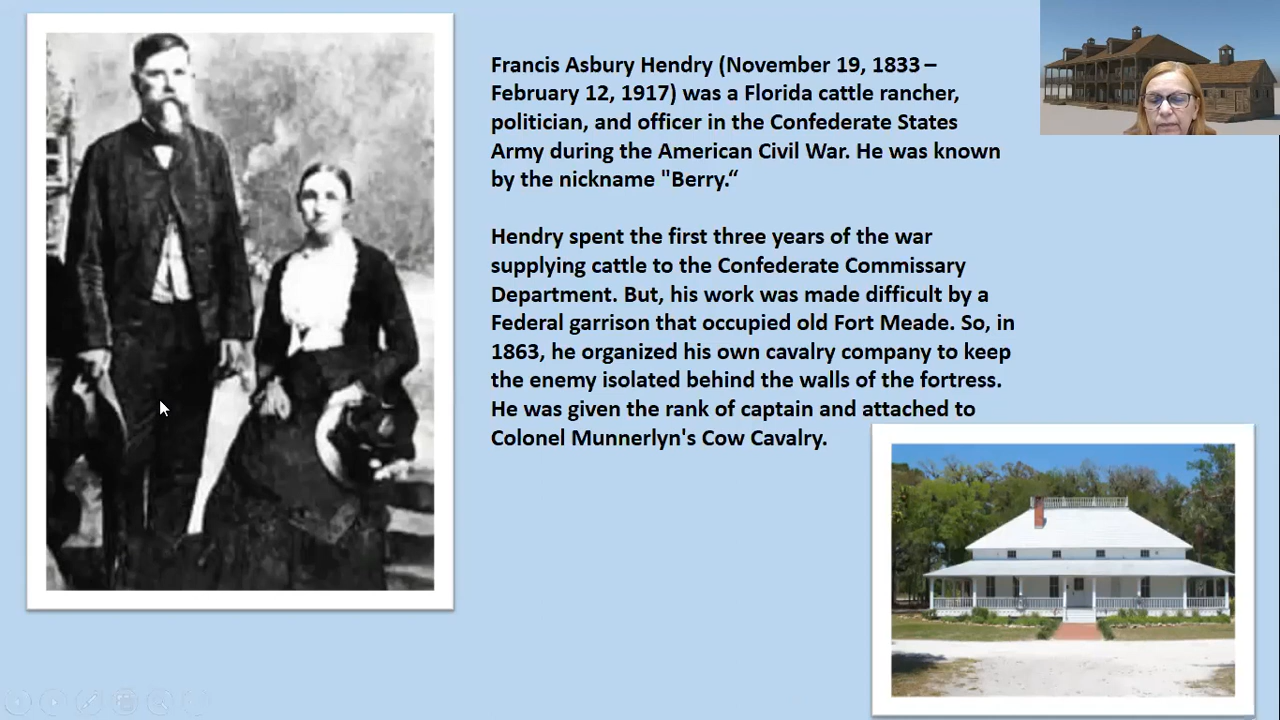 Francis Asbury Hendry (November 19, 1833 –
February 12, 1917) was a Florida cattle rancher,
politician, and officer in the Confederate States
Army during the American Civil War. He was known
by the nickname "Berry.“
Hendry spent the first three years of the war
supplying cattle to the Confederate Commissary
Department. But, his work was made difficult by a
Federal garrison that occupied old Fort Meade. So, in
1863, he organized his own cavalry company to keep
the enemy isolated behind the walls of the fortress.
He was given the rank of captain and attached to
Colonel Munnerlyn's Cow Cavalry.